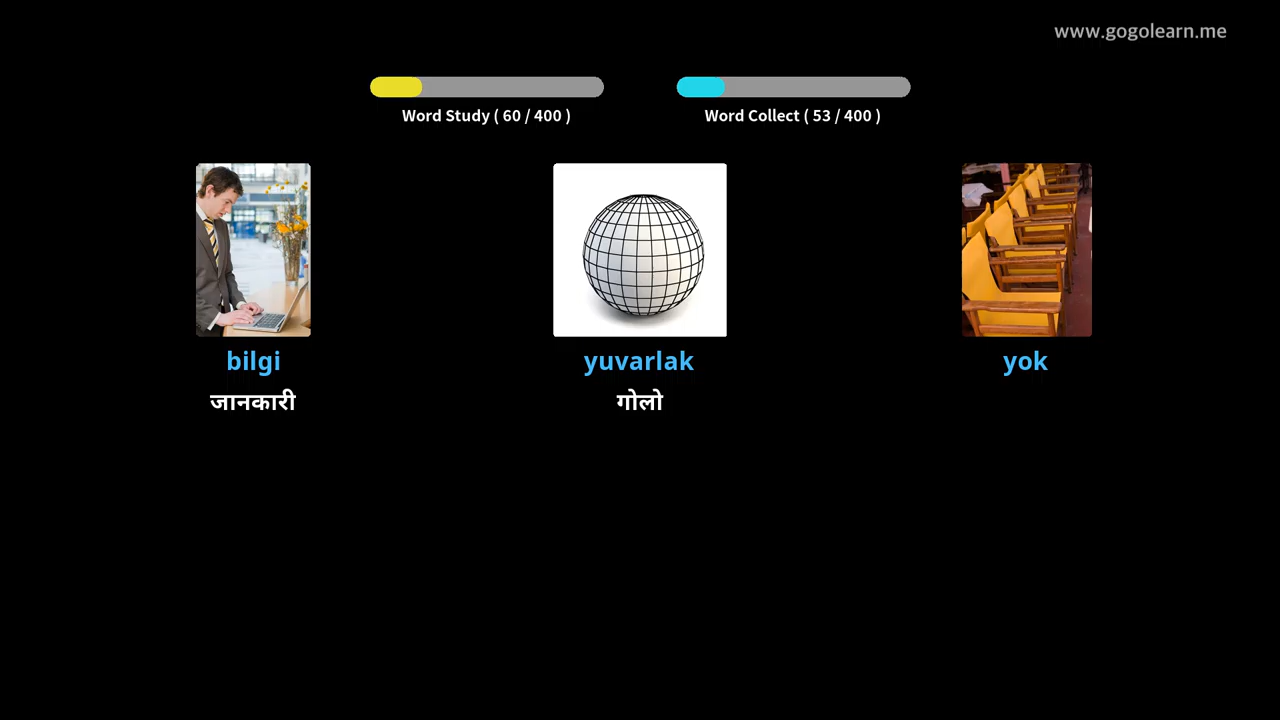 www.gogolearn.me
Word Study ( 60 / 400 )
Word Collect ( 53 / 400 )
bilgi
yuvarlak
yok
जानकारी
गोलो